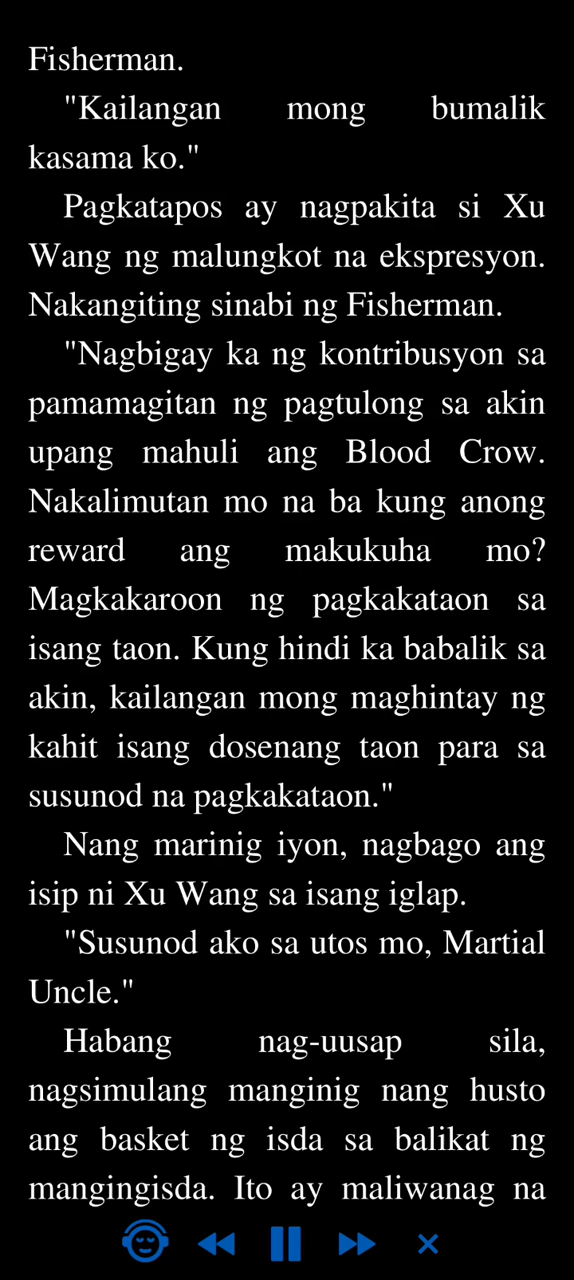 Fisherman.
"Kailangan mong bumalik
kasama ko."
Pagkatapos ay nagpakita si Xu
Wang ng malungkot na ekspresyon.
Nakangiting sinabi ng Fisherman.
"Nagbigay ka ng kontribusyon sa
pamamagitan ng pagtulong sa akin
upang mahuli ang Blood Crow.
Nakalimutan mo na ba kung anong
reward ang makukuha mo?
Magkakaroon ng pagkakataon sa
isang taon. Kung hindi ka babalik sa
akin, kailangan mong maghintay ng
kahit isang dosenang taon para sa
susunod na pagkakataon."
Nang marinig iyon, nagbago ang
isip ni Xu Wang sa isang iglap.
"Susunod ako sa utos mo, Martial
Uncle."
Habang nag-uusap sila,
nagsimulang manginig nang husto
ang basket ng isda sa balikat ng
mangingisda. Ito ay maliwanag na